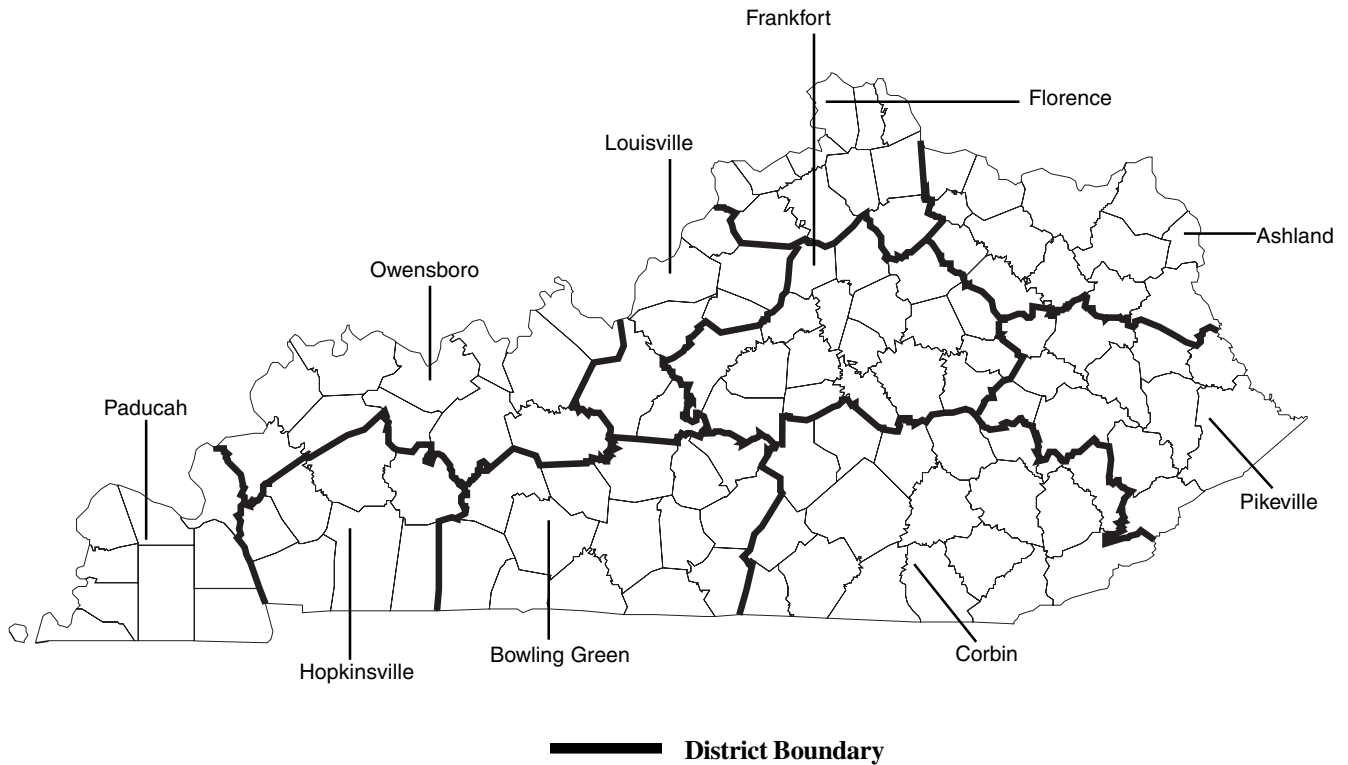 Frankfort
Florence
Louisville
Ashland
Owensboro
Paducah
Pikeville
Hopkinsville
Bowling Green
Corbin
District Boundary